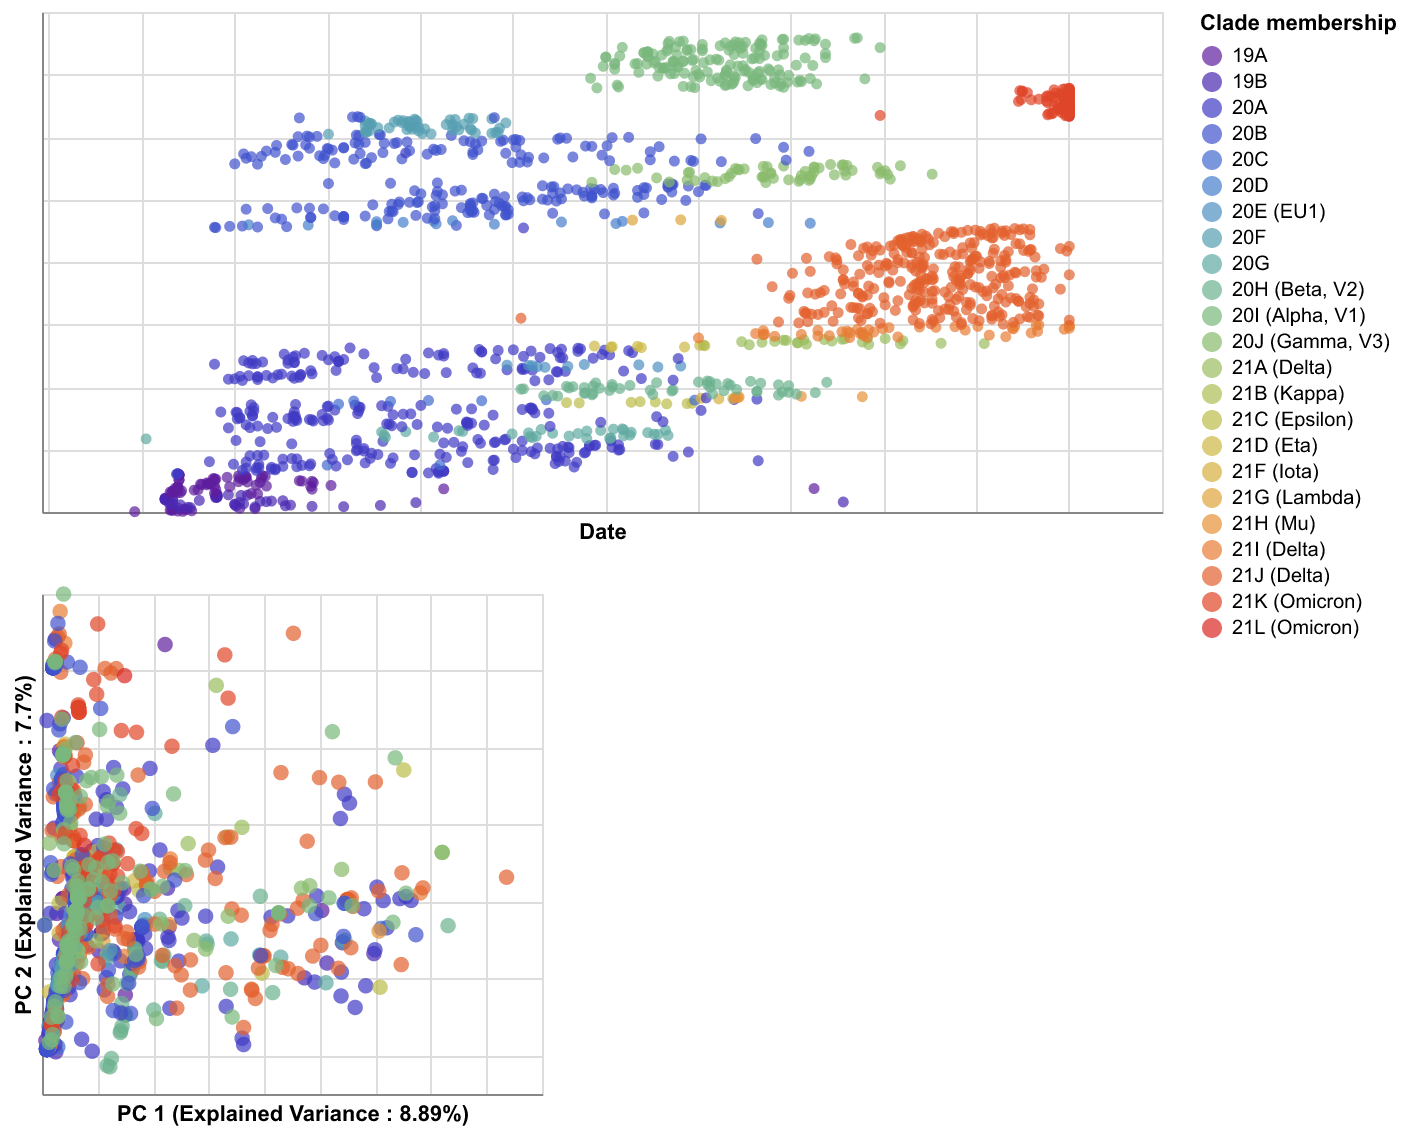 Clade membership
19A
19B
20A
20B
20C
20D
20E (EU1)
20F
20G
20H (Beta, V2)
20I (Alpha, V1)
20J (Gamma, V3)
21A (Delta)
21B (Kappa)
21C (Epsilon)
21D (Eta)
21F (Iota)
21G (Lambda)
21H (Mu)
21I (Delta)
21J (Delta)
21K (Omicron)
21L (Omicron)
Date
PC 2 (Explained Variance : 7.7%)
PC 1 (Explained Variance : 8.89%)